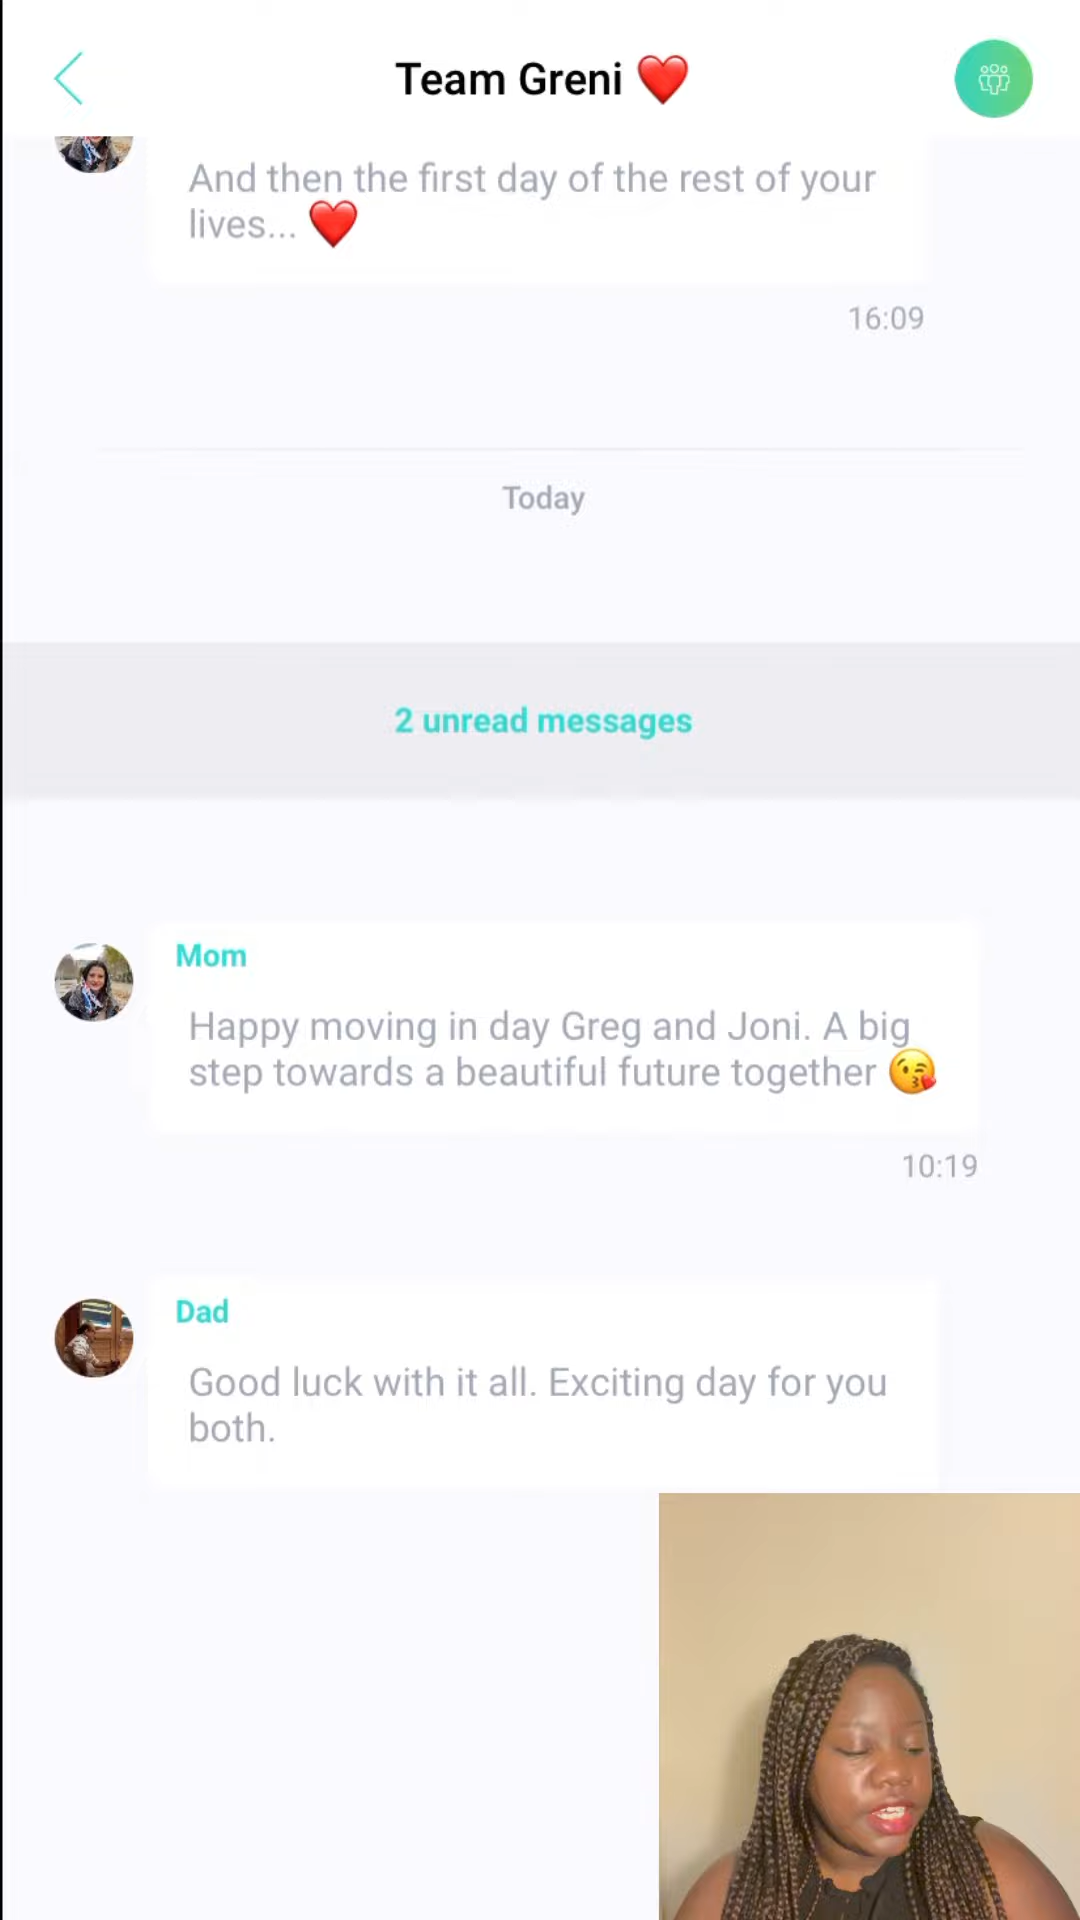 Team Greni ❤️
And then the first day of the rest of your
lives... ❤️
16:09
Today
2 unread messages
Mom
Happy moving in day Greg and Joni. A big
step towards a beautiful future together 😘
10:19
Dad
Good luck with it all. Exciting day for you
both.